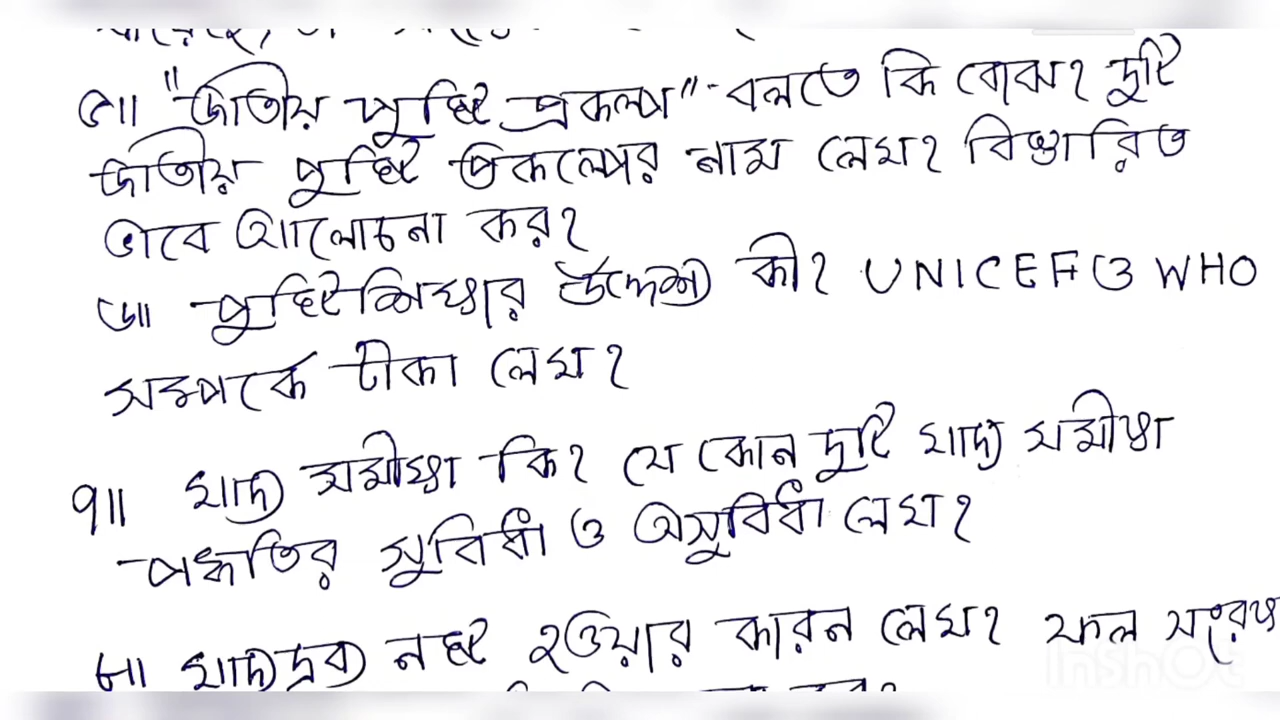 ৫॥ "জাতীয় পুষ্টি প্রকল্প" বলতে কি বোঝ? দুটি
জাতীয় পুষ্টি প্রকল্পের নাম লেখ? বিস্তারিত
ভাবে আলোচনা কর?
৬॥ পুষ্টি শিক্ষার উদ্দেশ্য কী? UNICEF ও WHO
সম্পর্কে টীকা লেখ?
৭॥ খাদ্য সমীক্ষা কি? যে কোন দুটি খাদ্য সমীক্ষা
পদ্ধতির সুবিধা ও অসুবিধা লেখ?
৮॥ খাদ্যদ্রব্য নষ্ট হওয়ার কারন লেখ? ফল
InShOt